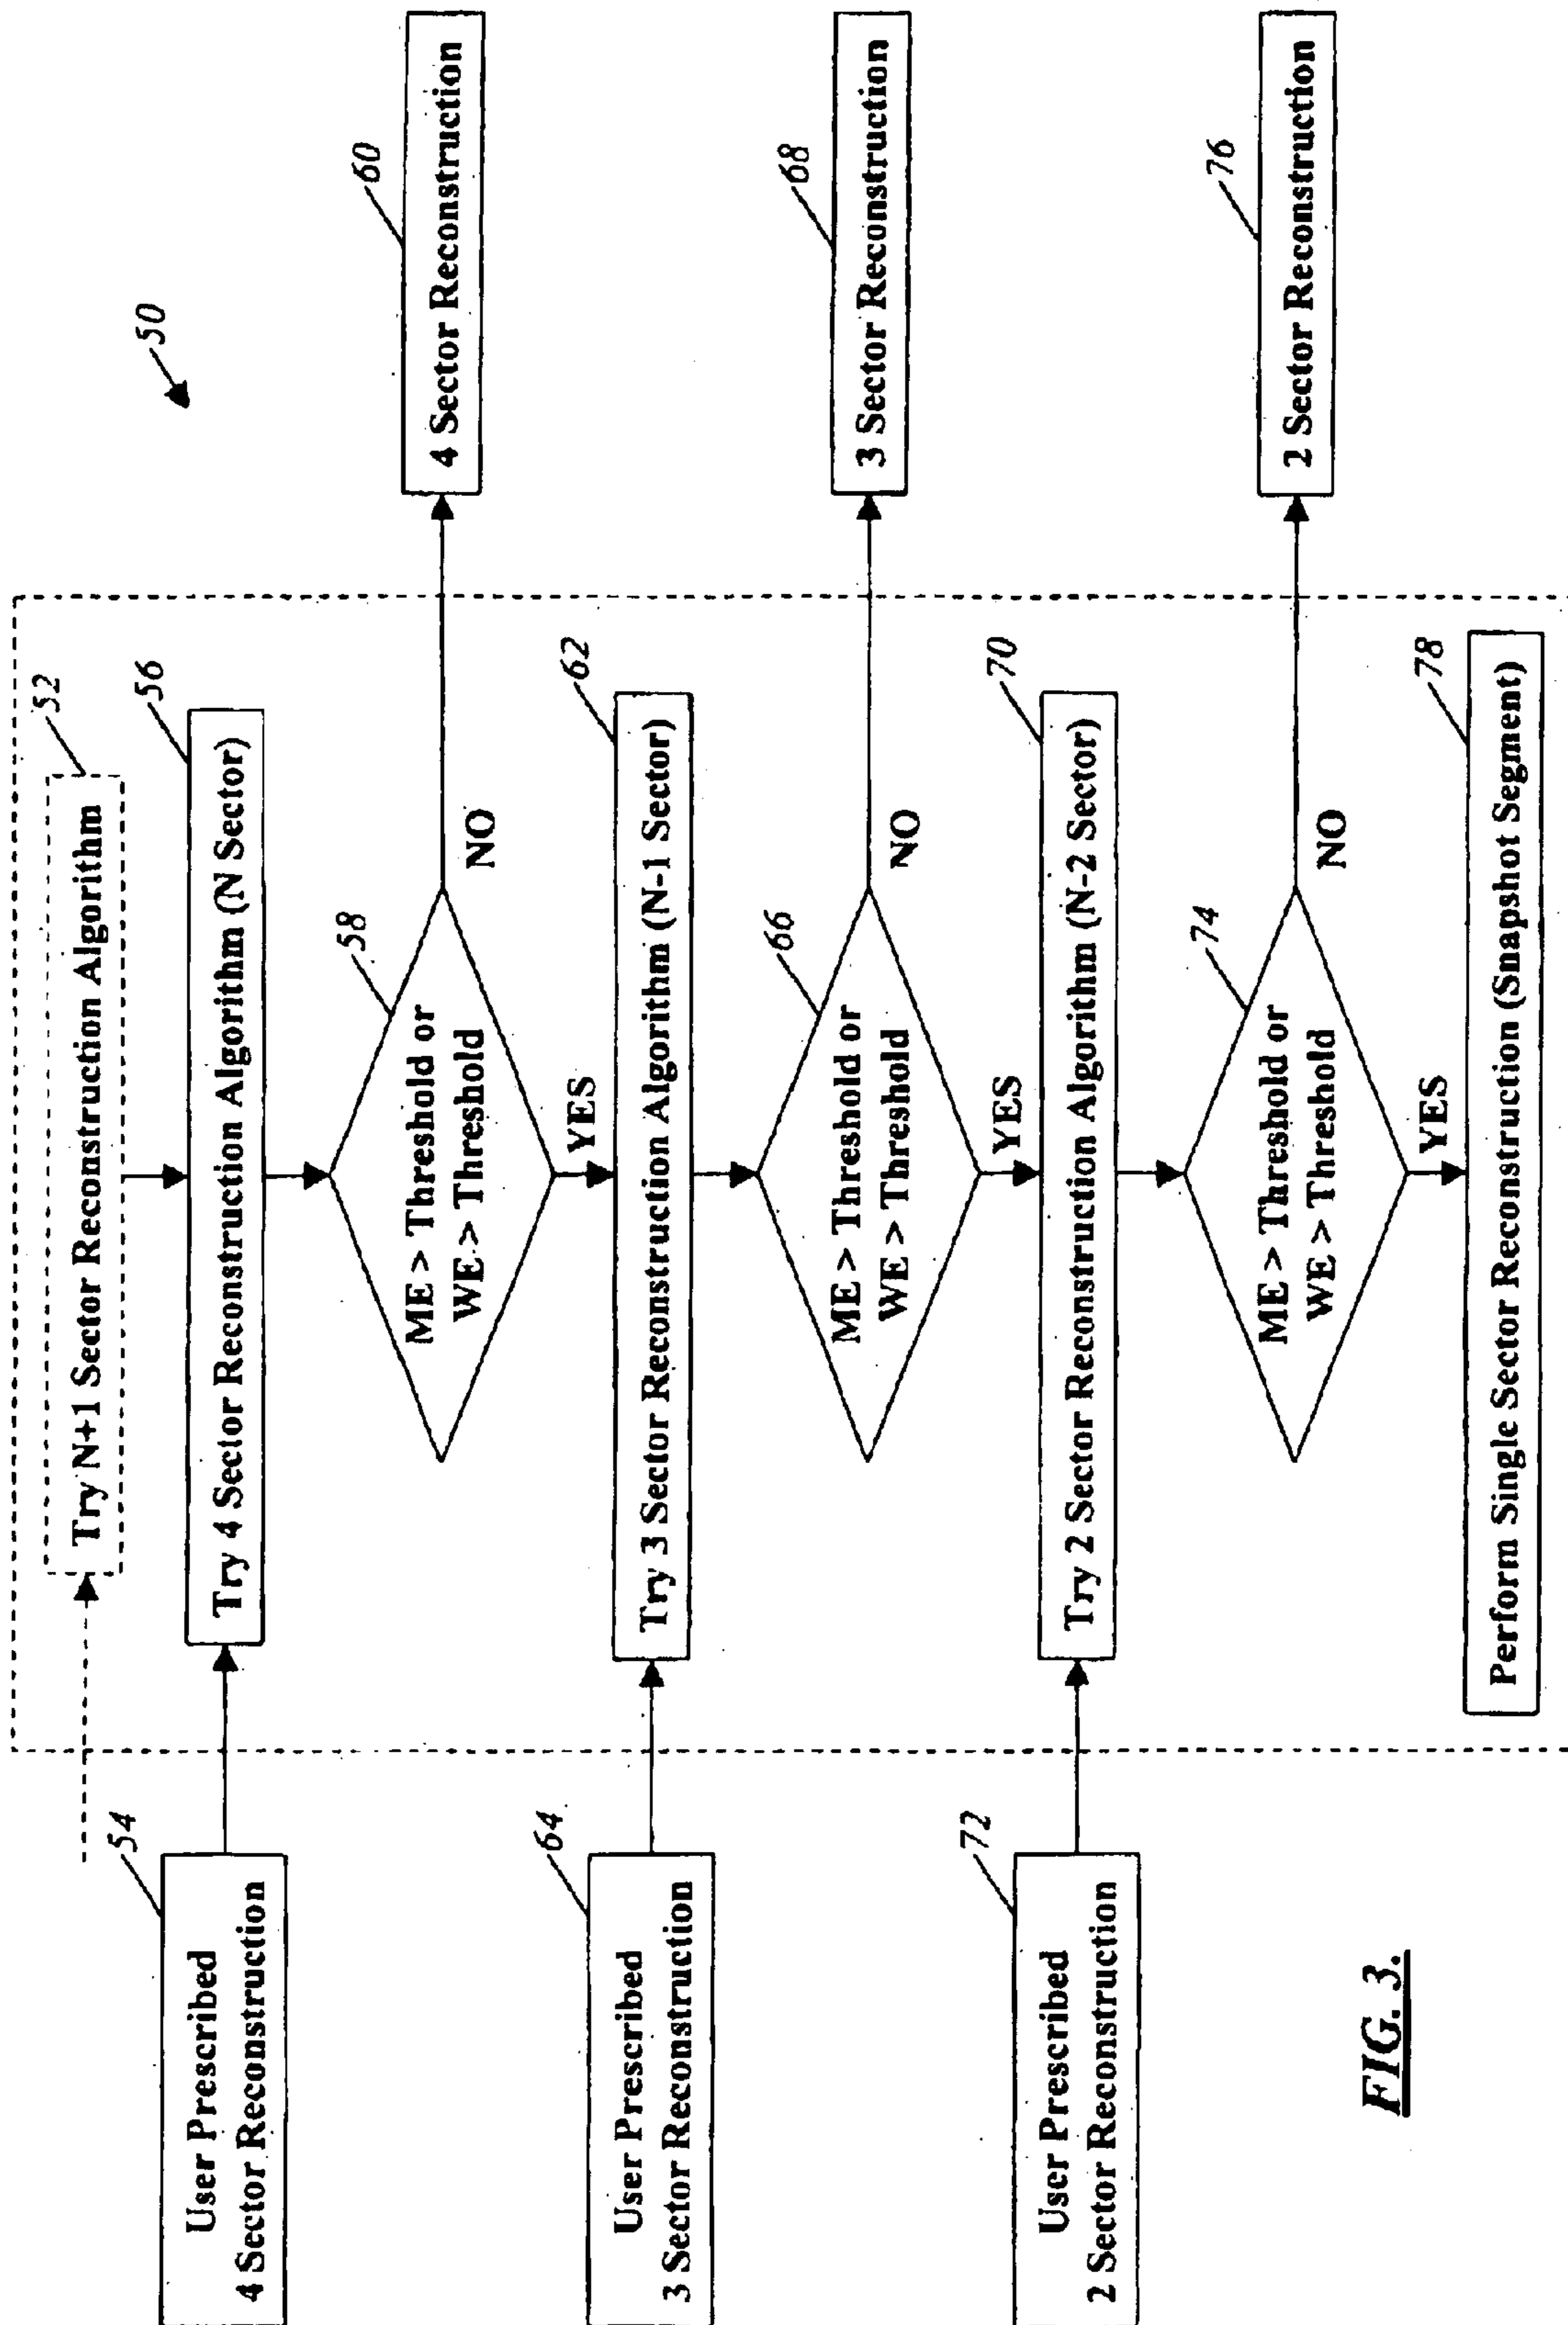 50
52
Try N+1 Sector Reconstruction Algorithm
54
User Prescribed
4 Sector Reconstruction
56
Try 4 Sector Reconstruction Algorithm (N Sector)
58
ME > Threshold or
WE > Threshold
NO
60
4 Sector Reconstruction
YES
62
Try 3 Sector Reconstruction Algorithm (N-1 Sector)
64
User Prescribed
3 Sector Reconstruction
66
ME > Threshold or
WE > Threshold
NO
68
3 Sector Reconstruction
YES
70
Try 2 Sector Reconstruction Algorithm (N-2 Sector)
72
User Prescribed
2 Sector Reconstruction
74
ME > Threshold or
WE > Threshold
NO
76
2 Sector Reconstruction
YES
78
Perform Single Sector Reconstruction (Snapshot Segment)
FIG. 3.